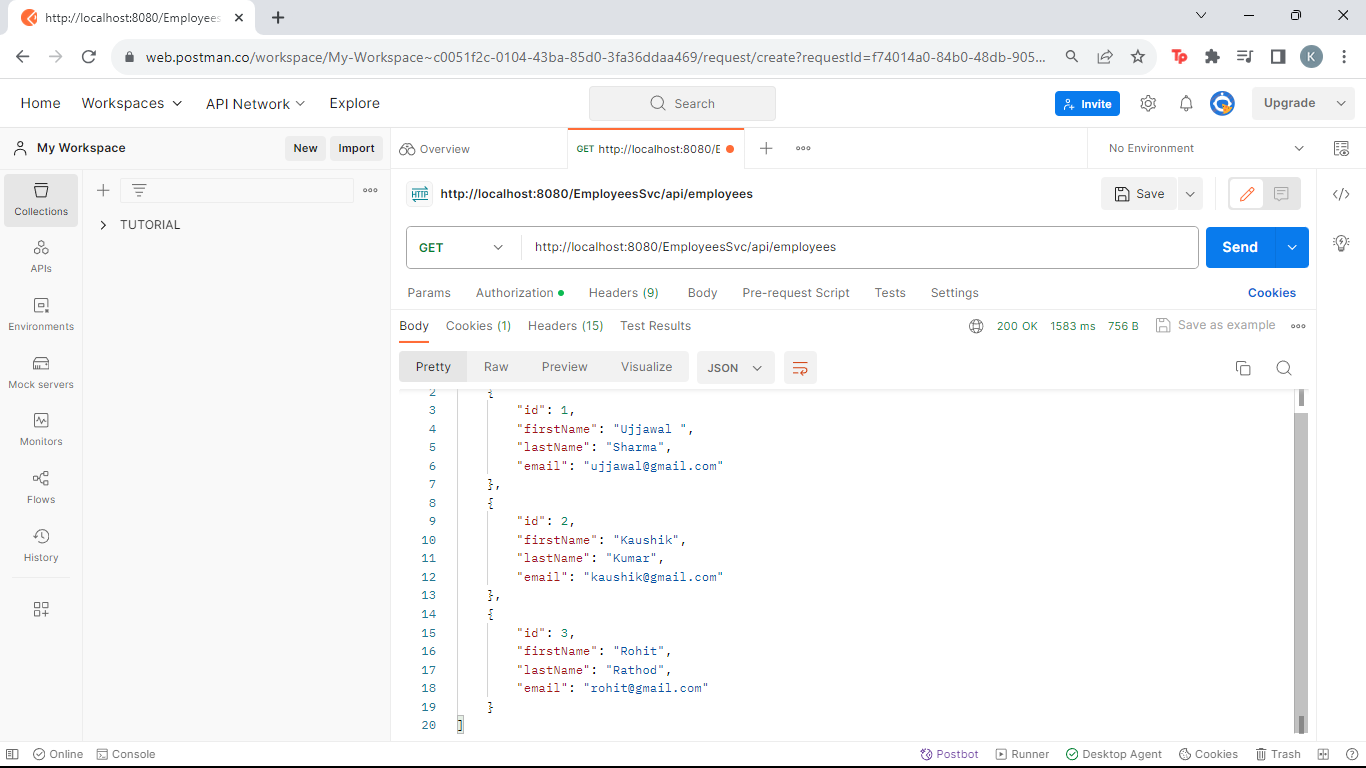 http://localhost:8080/Employees
web.postman.co/workspace/My-Workspace~c0051f2c-0104-43ba-85d0-3fa36ddaa469/request/create?requestId=f74014a0-84b0-48db-905...
K
Home Workspaces API Network Explore Search Invite Upgrade
My Workspace New Import Overview GET http://localhost:8080/E No Environment
Collections
TUTORIAL
HTTP http://localhost:8080/EmployeesSvc/api/employees Save
GET http://localhost:8080/EmployeesSvc/api/employees Send
APIs
Environments
Mock servers
Monitors
Flows
History
Params Authorization Headers (9) Body Pre-request Script Tests Settings Cookies
Body Cookies (1) Headers (15) Test Results 200 OK 1583 ms 756 B Save as example
Pretty Raw Preview Visualize JSON
2 {
3 "id": 1,
4 "firstName": "Ujjawal ",
5 "lastName": "Sharma",
6 "email": "ujjawal@gmail.com"
7 },
8 {
9 "id": 2,
10 "firstName": "Kaushik",
11 "lastName": "Kumar",
12 "email": "kaushik@gmail.com"
13 },
14 {
15 "id": 3,
16 "firstName": "Rohit",
17 "lastName": "Rathod",
18 "email": "rohit@gmail.com"
19 }
20 ]
Online Console Postbot Runner Desktop Agent Cookies Trash